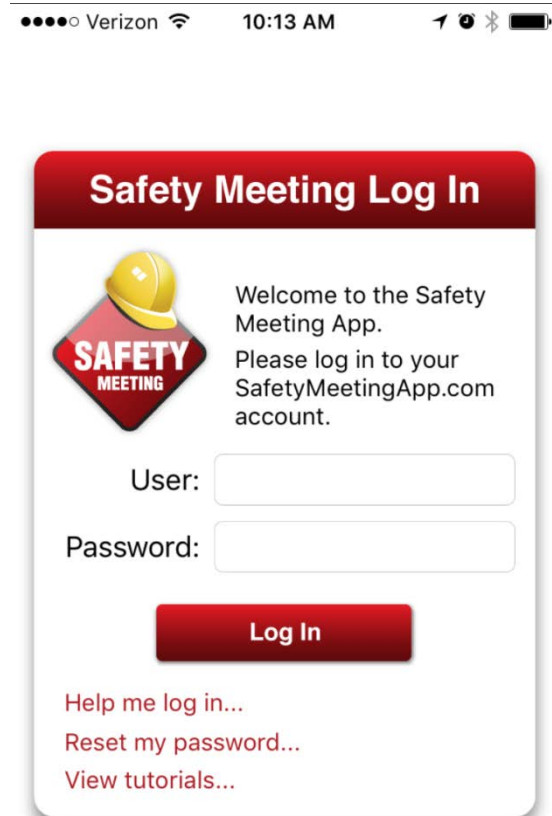 Verizon 10:13 AM
Safety Meeting Log In
SAFETY
MEETING
Welcome to the Safety
Meeting App.
Please log in to your
SafetyMeetingApp.com
account.
User:
Password:
Log In
Help me log in...
Reset my password...
View tutorials...